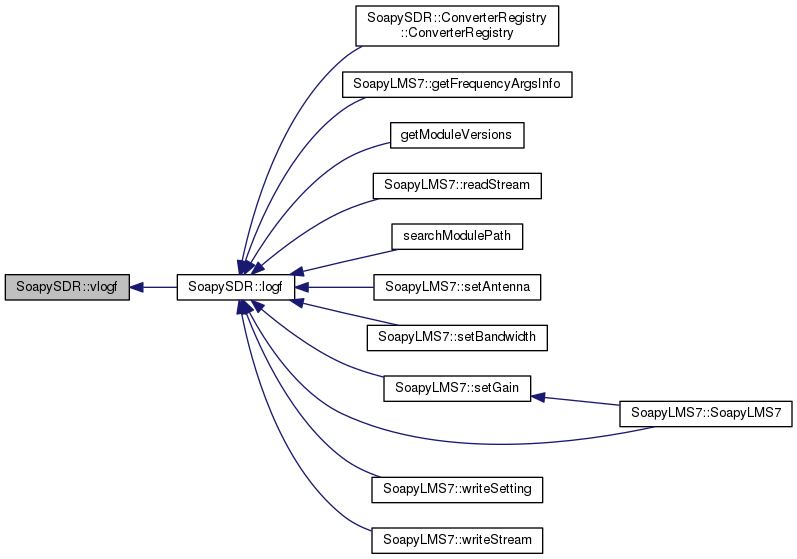 SoapySDR::ConverterRegistry
::ConverterRegistry
SoapyLMS7::getFrequencyArgsInfo
getModuleVersions
SoapyLMS7::readStream
searchModulePath
SoapySDR::vlogf
SoapySDR::logf
SoapyLMS7::setAntenna
SoapyLMS7::setBandwidth
SoapyLMS7::setGain
SoapyLMS7::SoapyLMS7
SoapyLMS7::writeSetting
SoapyLMS7::writeStream